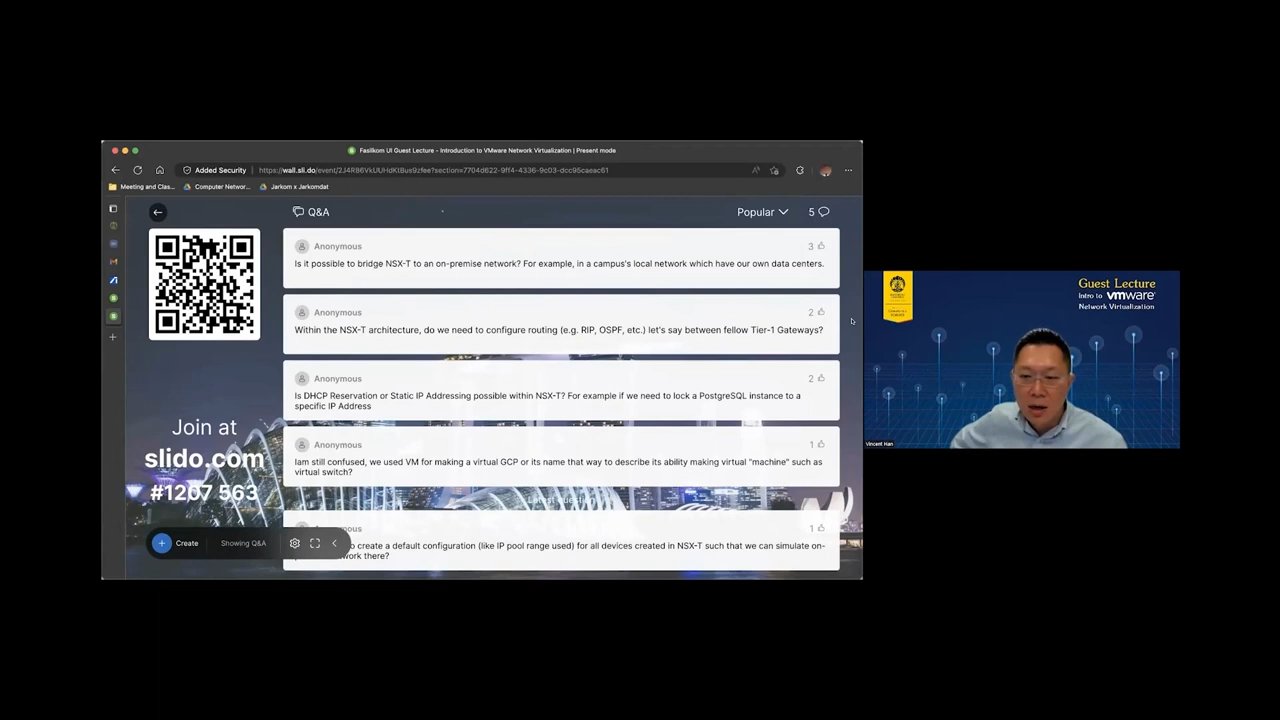 Fasilkom UI Guest Lecture - Introduction to VMware Network Virtualization | Present mode
Added Security
Meeting and Clas...
Computer Networ...
Jarkom x Jarkomdat
Q&A
Popular
5
Anonymous
3
Is it possible to bridge NSX-T to an on-premise network? For example, in a campus's local network which have our own data centers.
Anonymous
2
Within the NSX-T architecture, do we need to configure routing (e.g. RIP, OSPF, etc.) let's say between fellow Tier-1 Gateways?
Anonymous
2
Is DHCP Reservation or Static IP Addressing possible within NSX-T? For example if we need to lock a PostgreSQL instance to a
specific IP Address
Anonymous
1
Iam still confused, we used VM for making a virtual GCP or its name that way to describe its ability making virtual "machine" such as
virtual switch?
Latest question
1
create a default configuration (like IP pool range used) for all devices created in NSX-T such that we can simulate on-
there?
Join at
slido.com
#1207 563
Create
Showing Q&A
Guest Lecture
Intro to vmware
Network Virtualization
Vincent Han